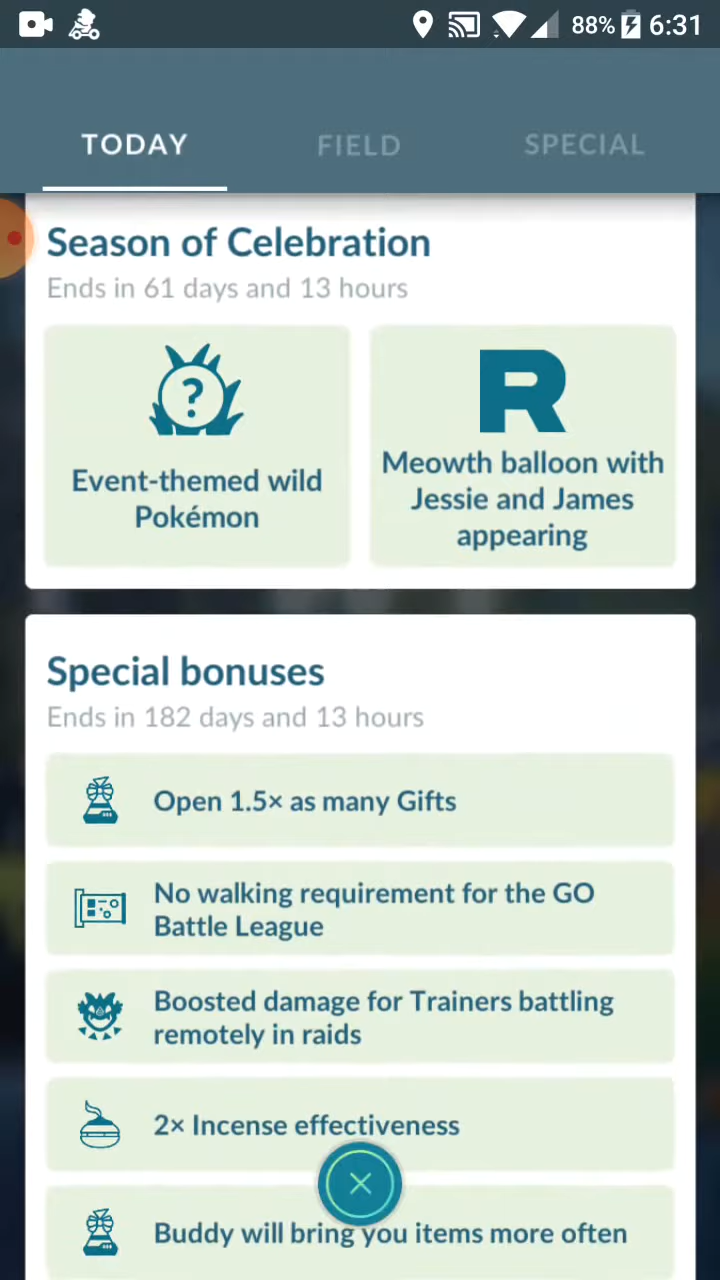 88% 6:31
TODAY FIELD SPECIAL
Season of Celebration
Ends in 61 days and 13 hours
?
Event-themed wild
Pokémon
R
Meowth balloon with
Jessie and James
appearing
Special bonuses
Ends in 182 days and 13 hours
Open 1.5× as many Gifts
No walking requirement for the GO
Battle League
Boosted damage for Trainers battling
remotely in raids
2× Incense effectiveness
Buddy will bring you items more often